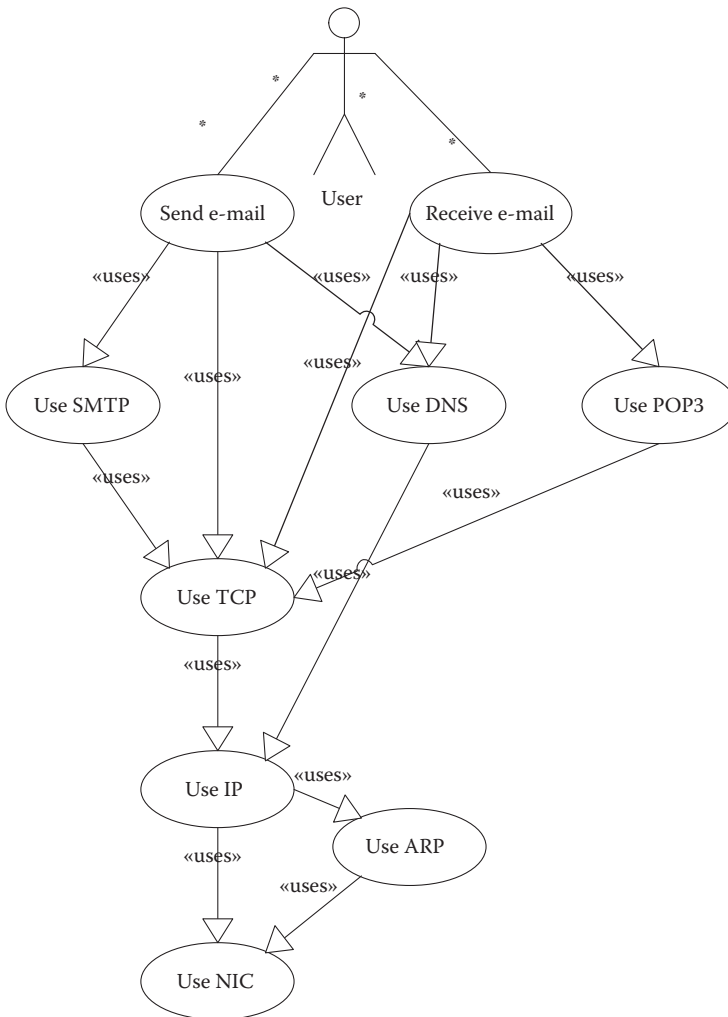 *
*
*
*
User
Send e-mail
Receive e-mail
«uses»
«uses»
«uses»
«uses»
«uses»
«uses»
Use SMTP
Use DNS
Use POP3
«uses»
«uses»
«uses»
Use TCP
«uses»
Use IP
«uses»
«uses»
Use ARP
«uses»
Use NIC